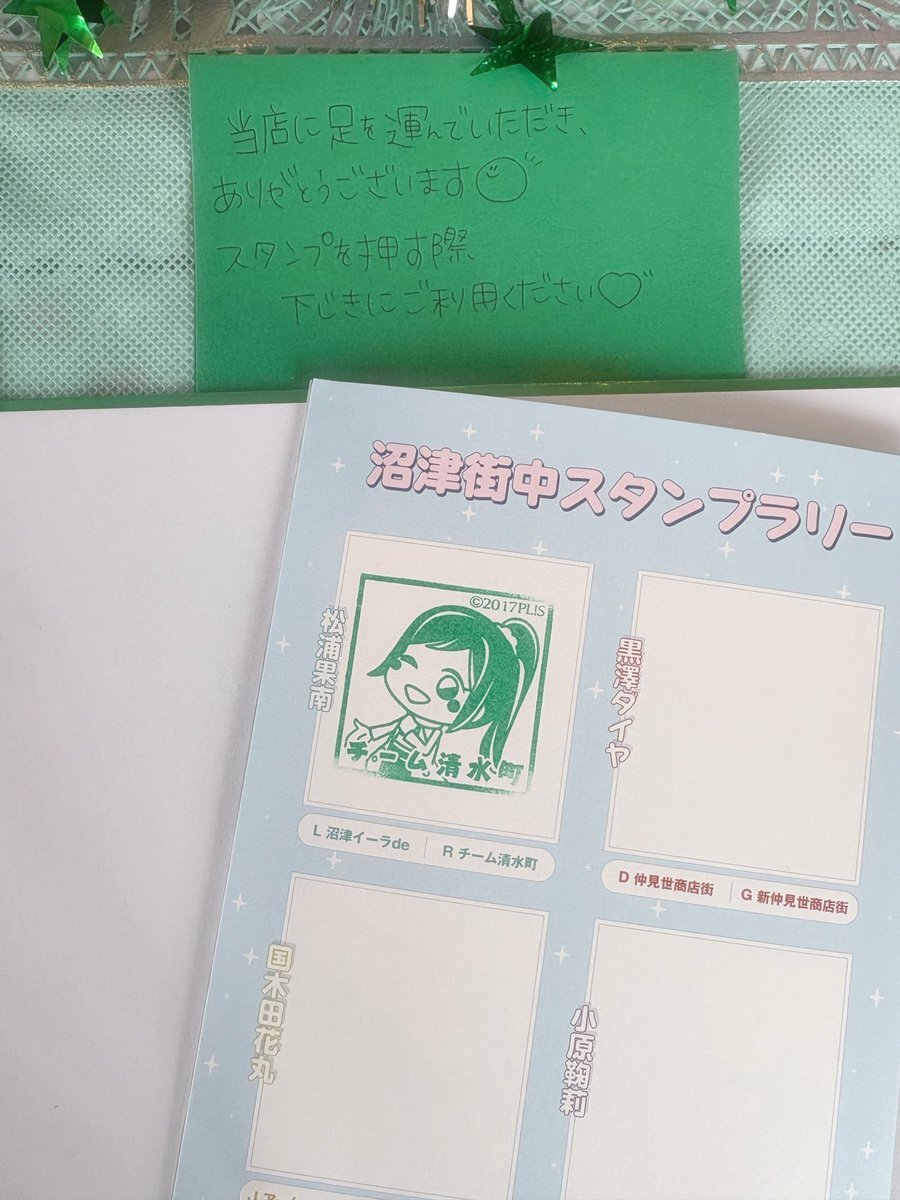 当店に足を運んでいただき、
ありがとうございます
スタンプを押す際、
下じきにご利用ください
沼津街中スタンプラリー
松浦果南
©2017PL!S
チーム清水町
L 沼津イーラde
R チーム清水町
黒澤ダイヤ
D 仲見世商店街
G 新仲見世商店街
国木田花丸
小原鞠莉